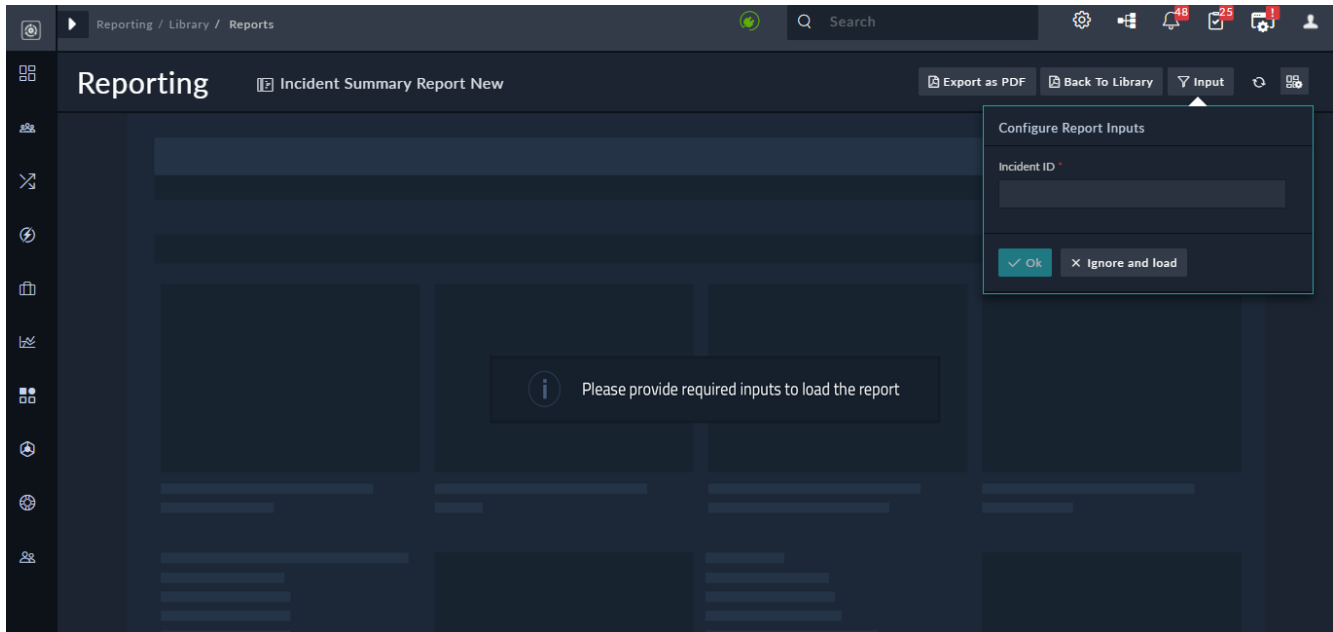 Reporting / Library / Reports
Search
48
25
!
Reporting
Incident Summary Report New
Export as PDF
Back To Library
Input
Configure Report Inputs
Incident ID *
Ok
Ignore and load
Please provide required inputs to load the report